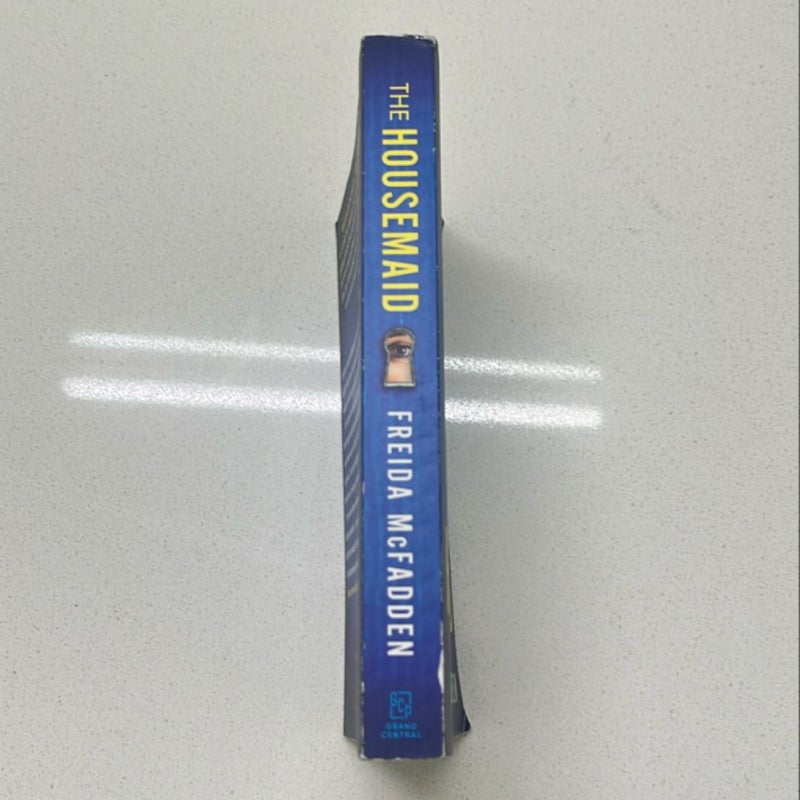 THE HOUSEMAID
FREIDA McFADDEN
GCP
GRAND
CENTRAL